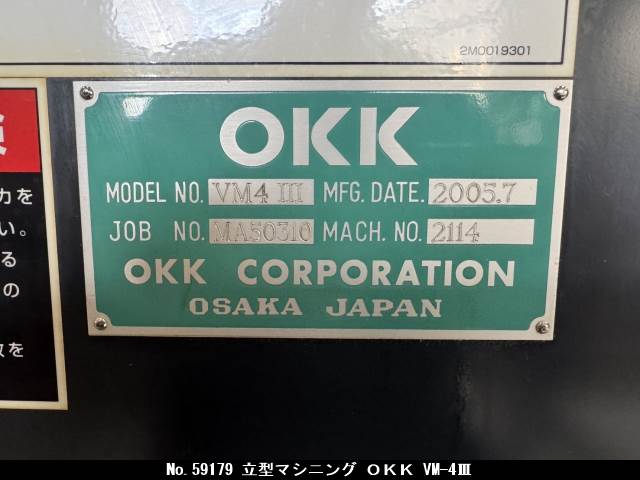 2M0019301
OKK
MODEL NO. VM4 III MFG. DATE. 2005.7
JOB NO. MA50310 MACH. NO. 2114
OKK CORPORATION
OSAKA JAPAN
力を
い。
る
の
を
No.59179 立型マシニング OKK VM-4Ⅲ